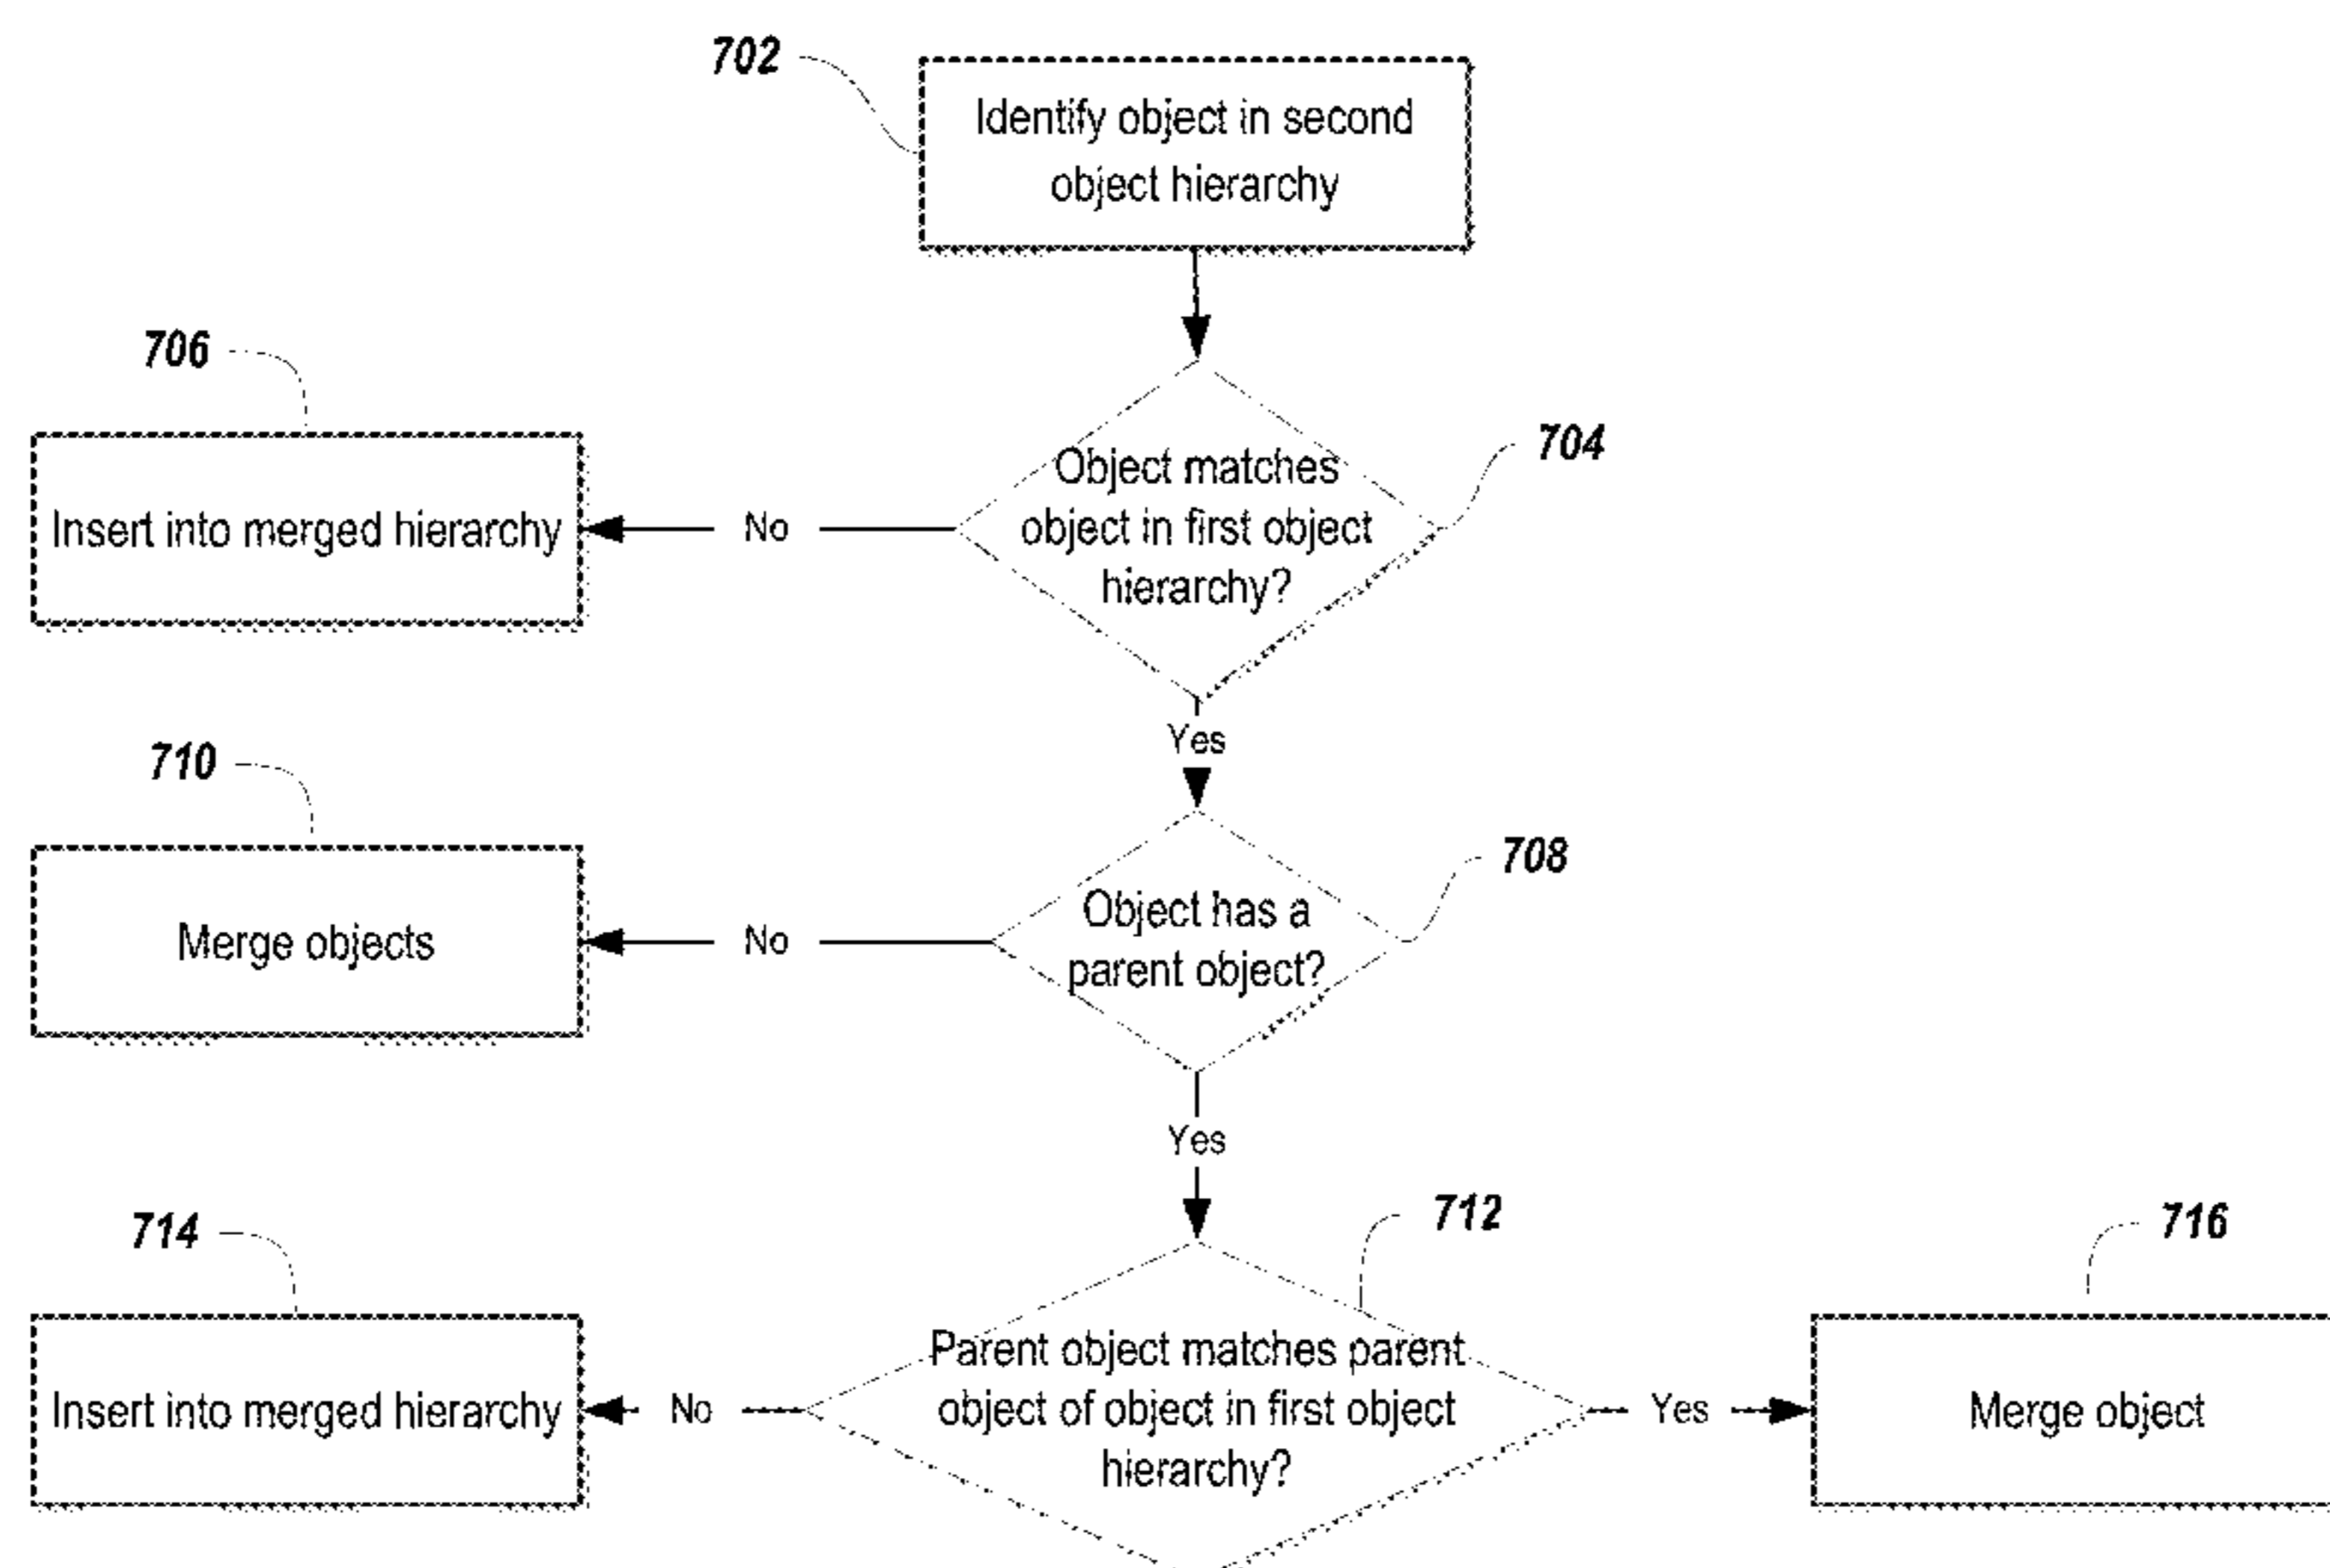 702
Identify object in second
object hierarchy
706
704
Object matches
object in first object
hierarchy?
Insert into merged hierarchy
No
Yes
710
708
Object has a
parent object?
Merge objects
No
Yes
714
712
716
Parent object matches parent
object of object in first object
hierarchy?
Insert into merged hierarchy
No
Yes
Merge object